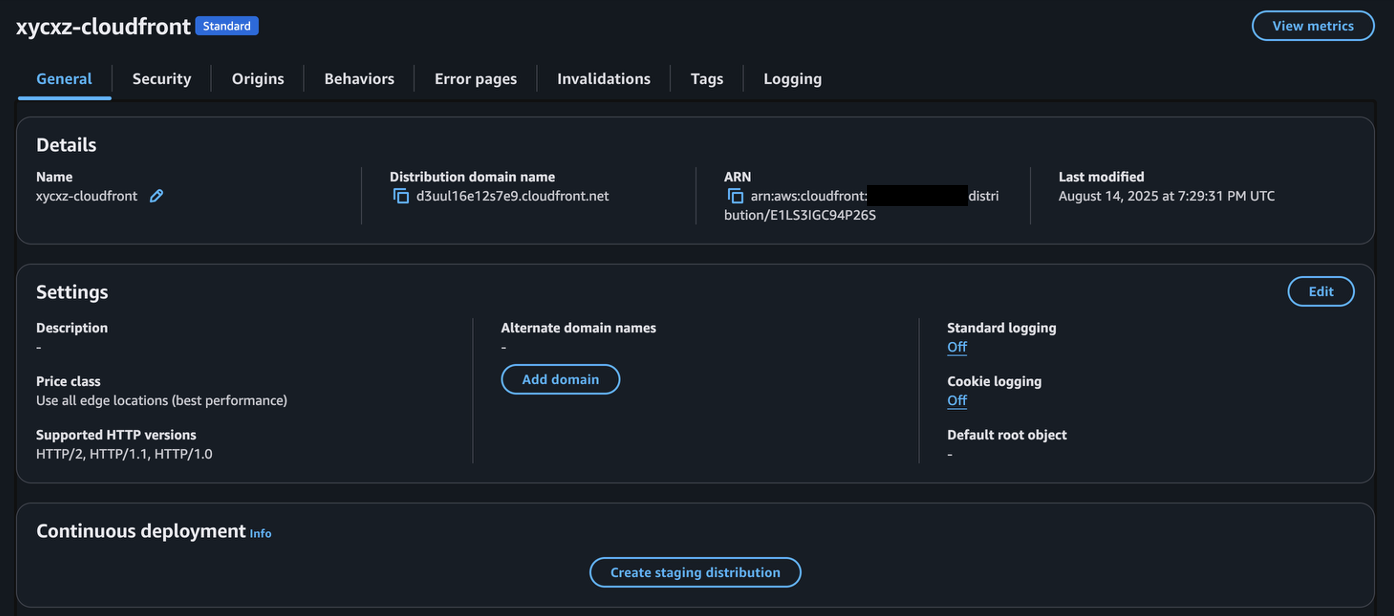 xycxz-cloudfront Standard
View metrics
General Security Origins Behaviors Error pages Invalidations Tags Logging
Details
Name
xycxz-cloudfront
Distribution domain name
d3uul16e12s7e9.cloudfront.net
ARN
arn:aws:cloudfront: distri
bution/E1LS3IGC94P26S
Last modified
August 14, 2025 at 7:29:31 PM UTC
Settings
Edit
Description
-
Price class
Use all edge locations (best performance)
Supported HTTP versions
HTTP/2, HTTP/1.1, HTTP/1.0
Alternate domain names
-
Add domain
Standard logging
Off
Cookie logging
Off
Default root object
-
Continuous deployment Info
Create staging distribution